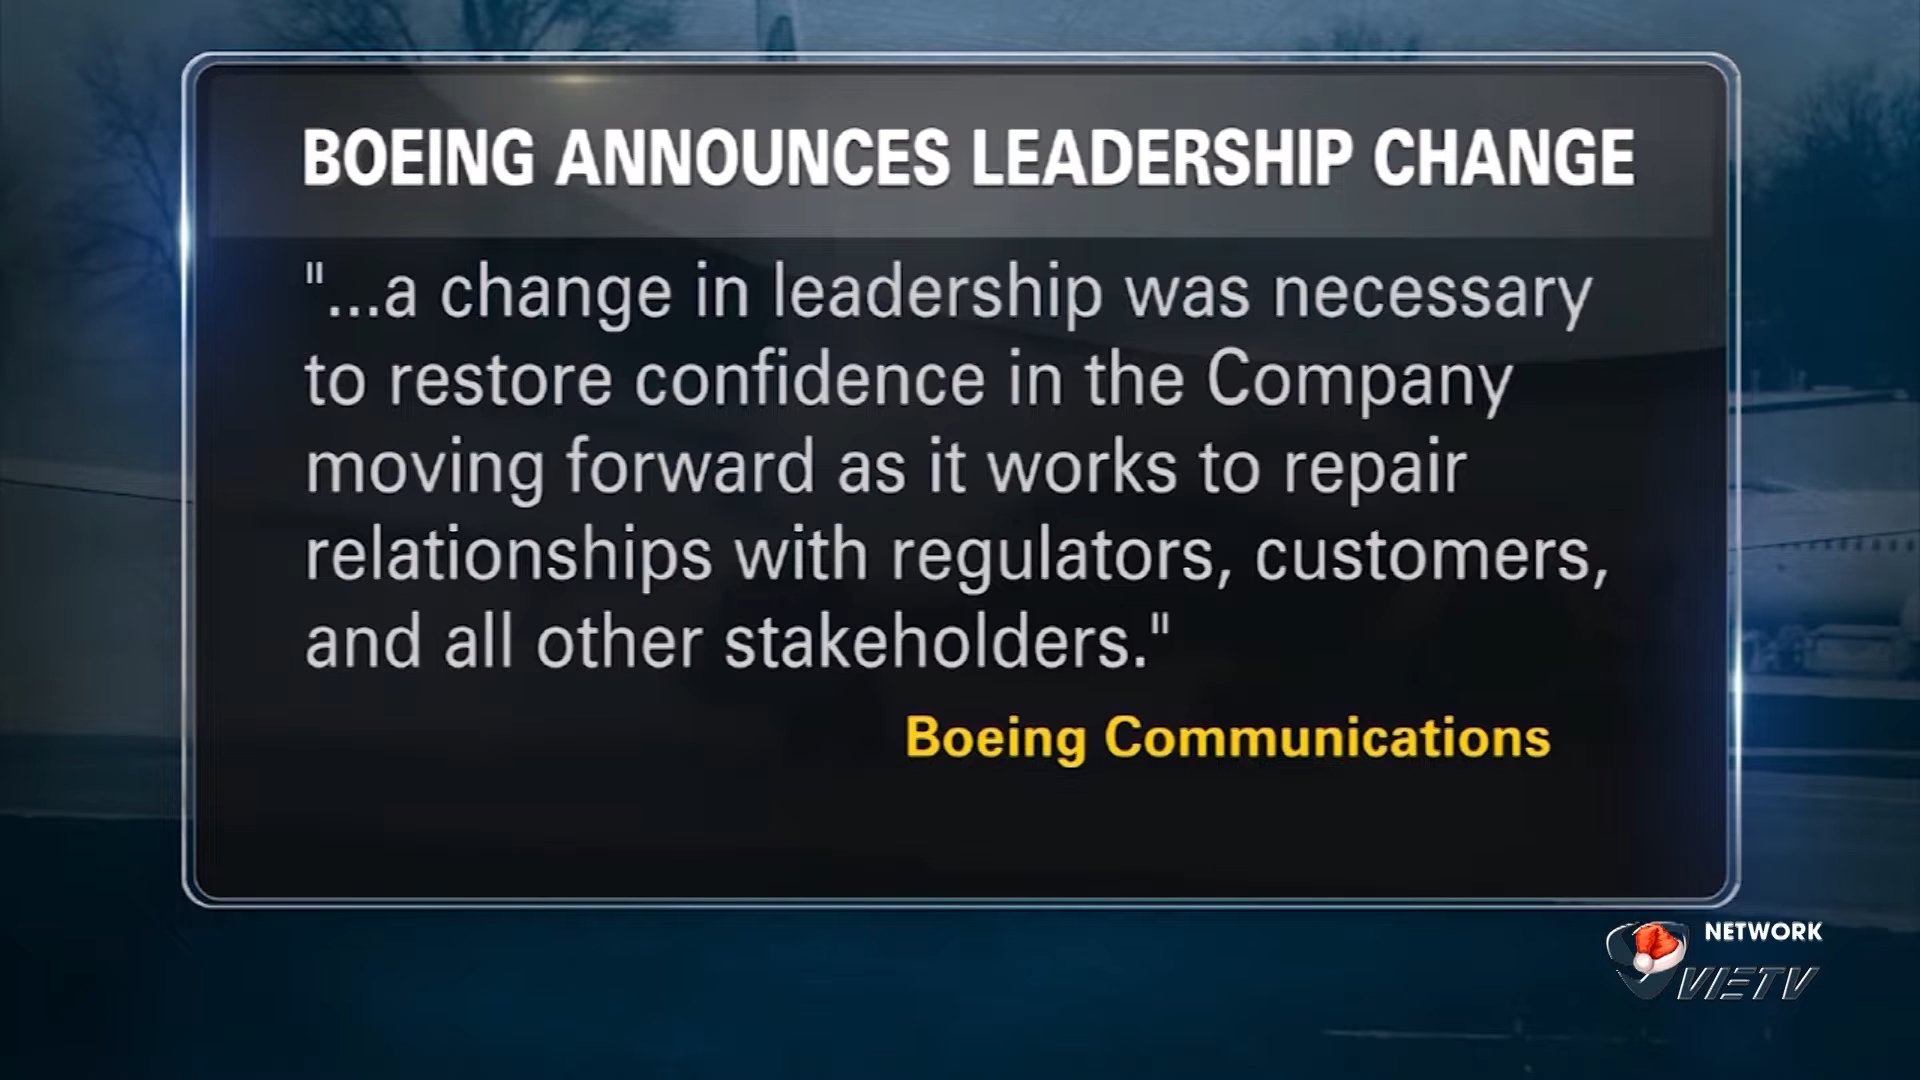 BOEING ANNOUNCES LEADERSHIP CHANGE
"...a change in leadership was necessary
to restore confidence in the Company
moving forward as it works to repair
relationships with regulators, customers,
and all other stakeholders."
Boeing Communications
NETWORK
VIETV